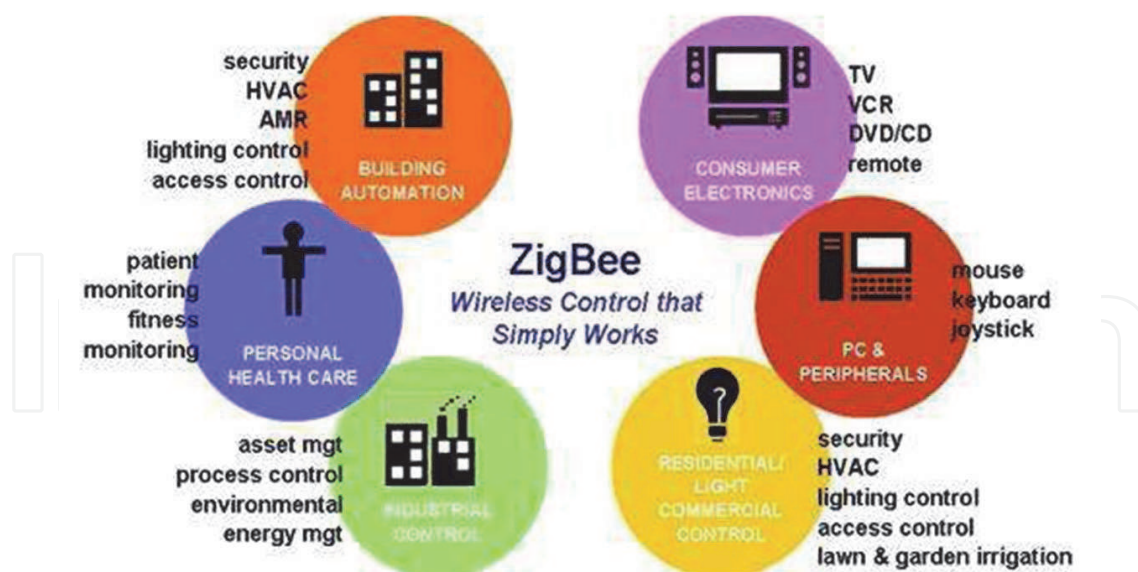 security
HVAC
AMR
lighting control
access control
BUILDING
AUTOMATION
CONSUMER
ELECTRONICS
TV
VCR
DVD/CD
remote
patient
monitoring
fitness
monitoring
PERSONAL
HEALTH CARE
ZigBee
Wireless Control that
Simply Works
PC &
PERIPHERALS
mouse
keyboard
joystick
asset mgt
process control
environmental
energy mgt
INDUSTRIAL
CONTROL
?
RESIDENTIAL/
LIGHT
COMMERCIAL
CONTROL
security
HVAC
lighting control
access control
lawn & garden irrigation